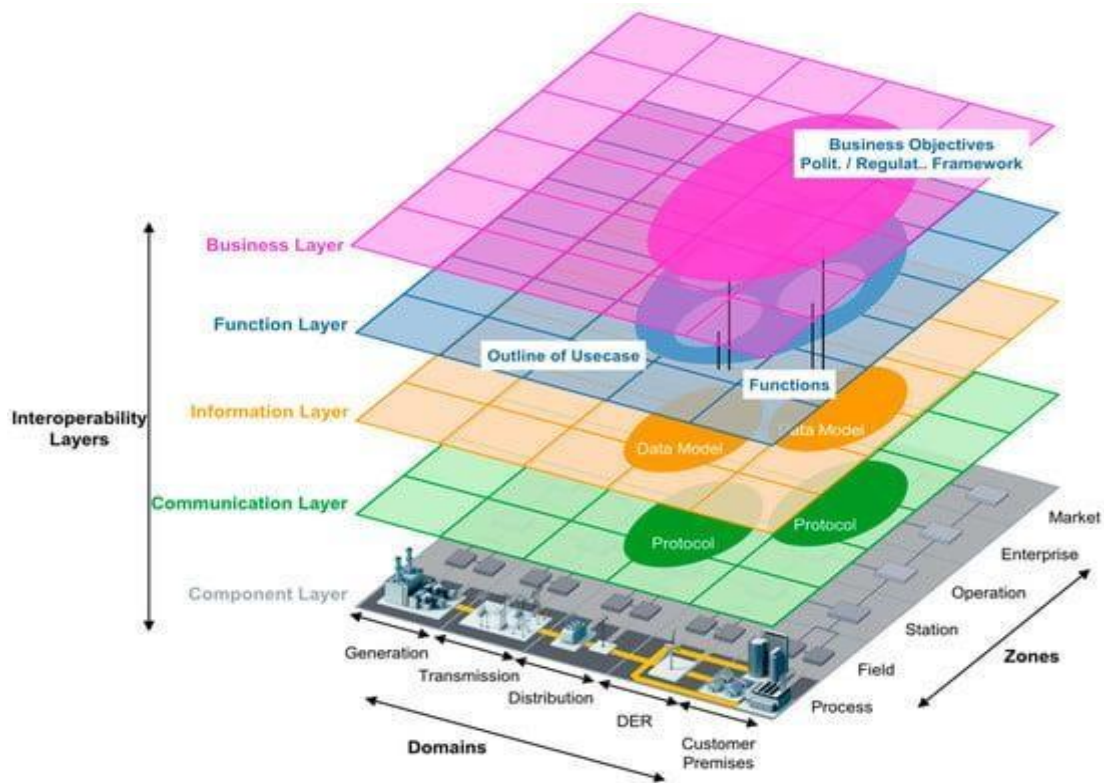 Business Objectives
Polit. / Regulat.. Framework
Business Layer
Function Layer
Outline of Usecase
Functions
Information Layer
Interoperability
Layers
Data Model
Data Model
Communication Layer
Protocol
Protocol
Component Layer
Market
Enterprise
Operation
Station
Field
Process
Zones
Generation
Transmission
Distribution
DER
Customer
Premises
Domains